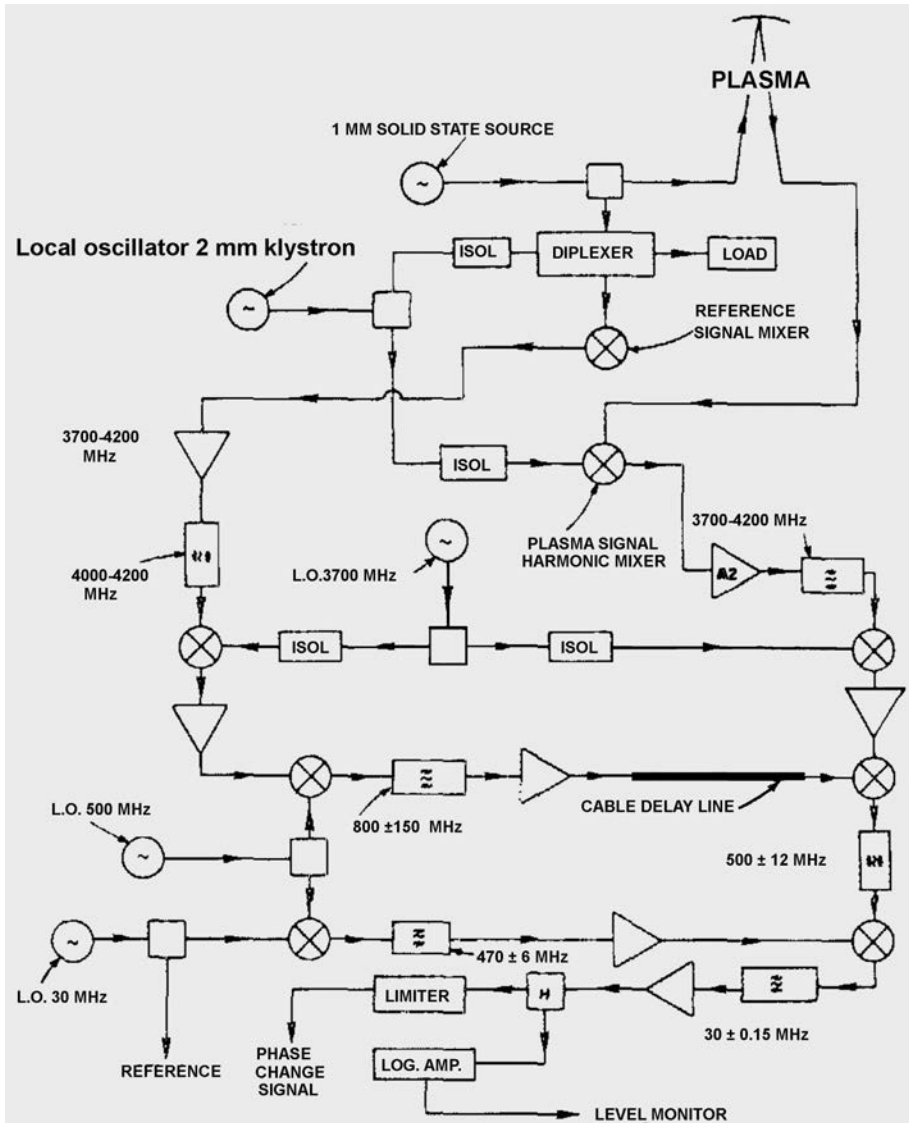 PLASMA
1 MM SOLID STATE SOURCE
Local oscillator 2 mm klystron
ISOL
DIPLEXER
LOAD
REFERENCE
SIGNAL MIXER
3700-4200
MHz
ISOL
3700-4200 MHz
PLASMA SIGNAL
HARMONIC MIXER
A2
4000-4200
MHz
L.O.3700 MHz
ISOL
ISOL
CABLE DELAY LINE
L.O. 500 MHz
800 ±150 MHz
500 ± 12 MHz
470 ± 6 MHz
L.O. 30 MHz
LIMITER
H
30 ± 0.15 MHz
REFERENCE
PHASE
CHANGE
SIGNAL
LOG. AMP.
LEVEL MONITOR